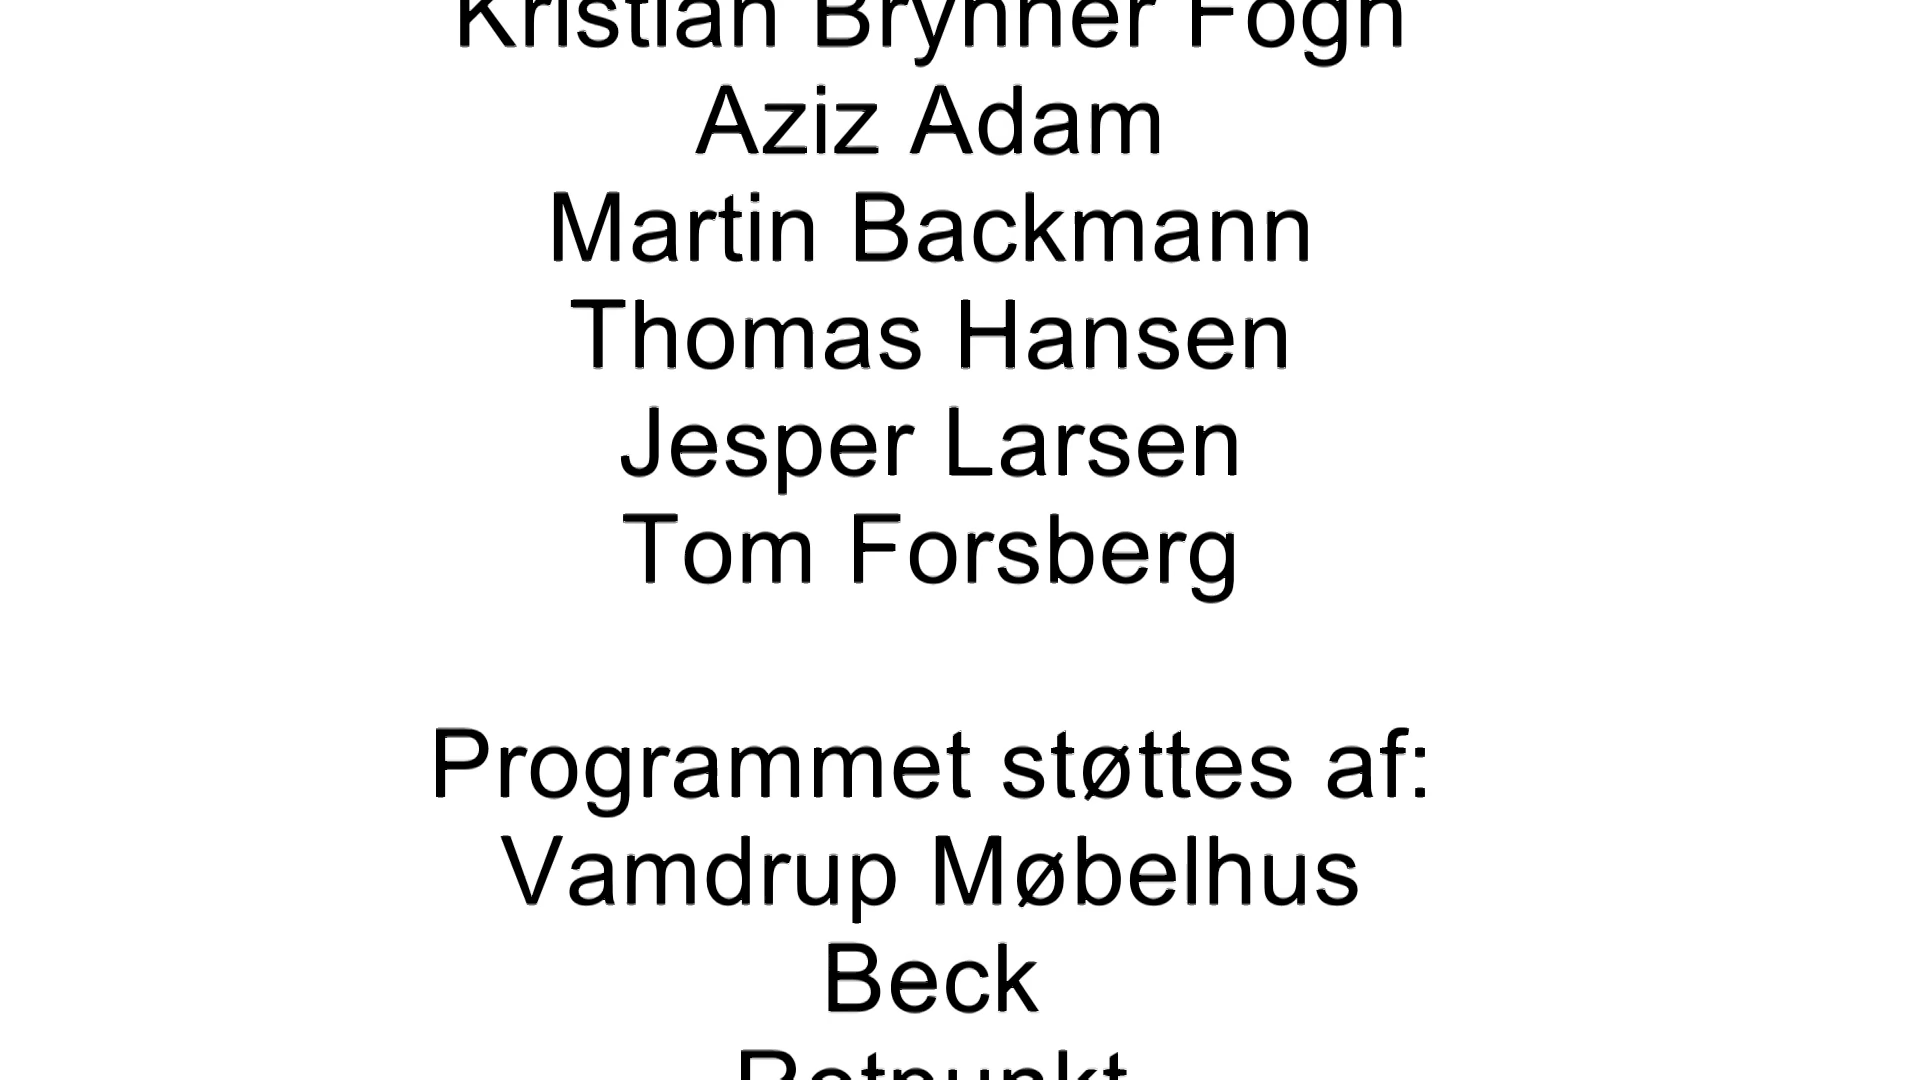 Kristian Brynner Fogh
Aziz Adam
Martin Backmann
Thomas Hansen
Jesper Larsen
Tom Forsberg
Programmet støttes af:
Vamdrup Møbelhus
Beck